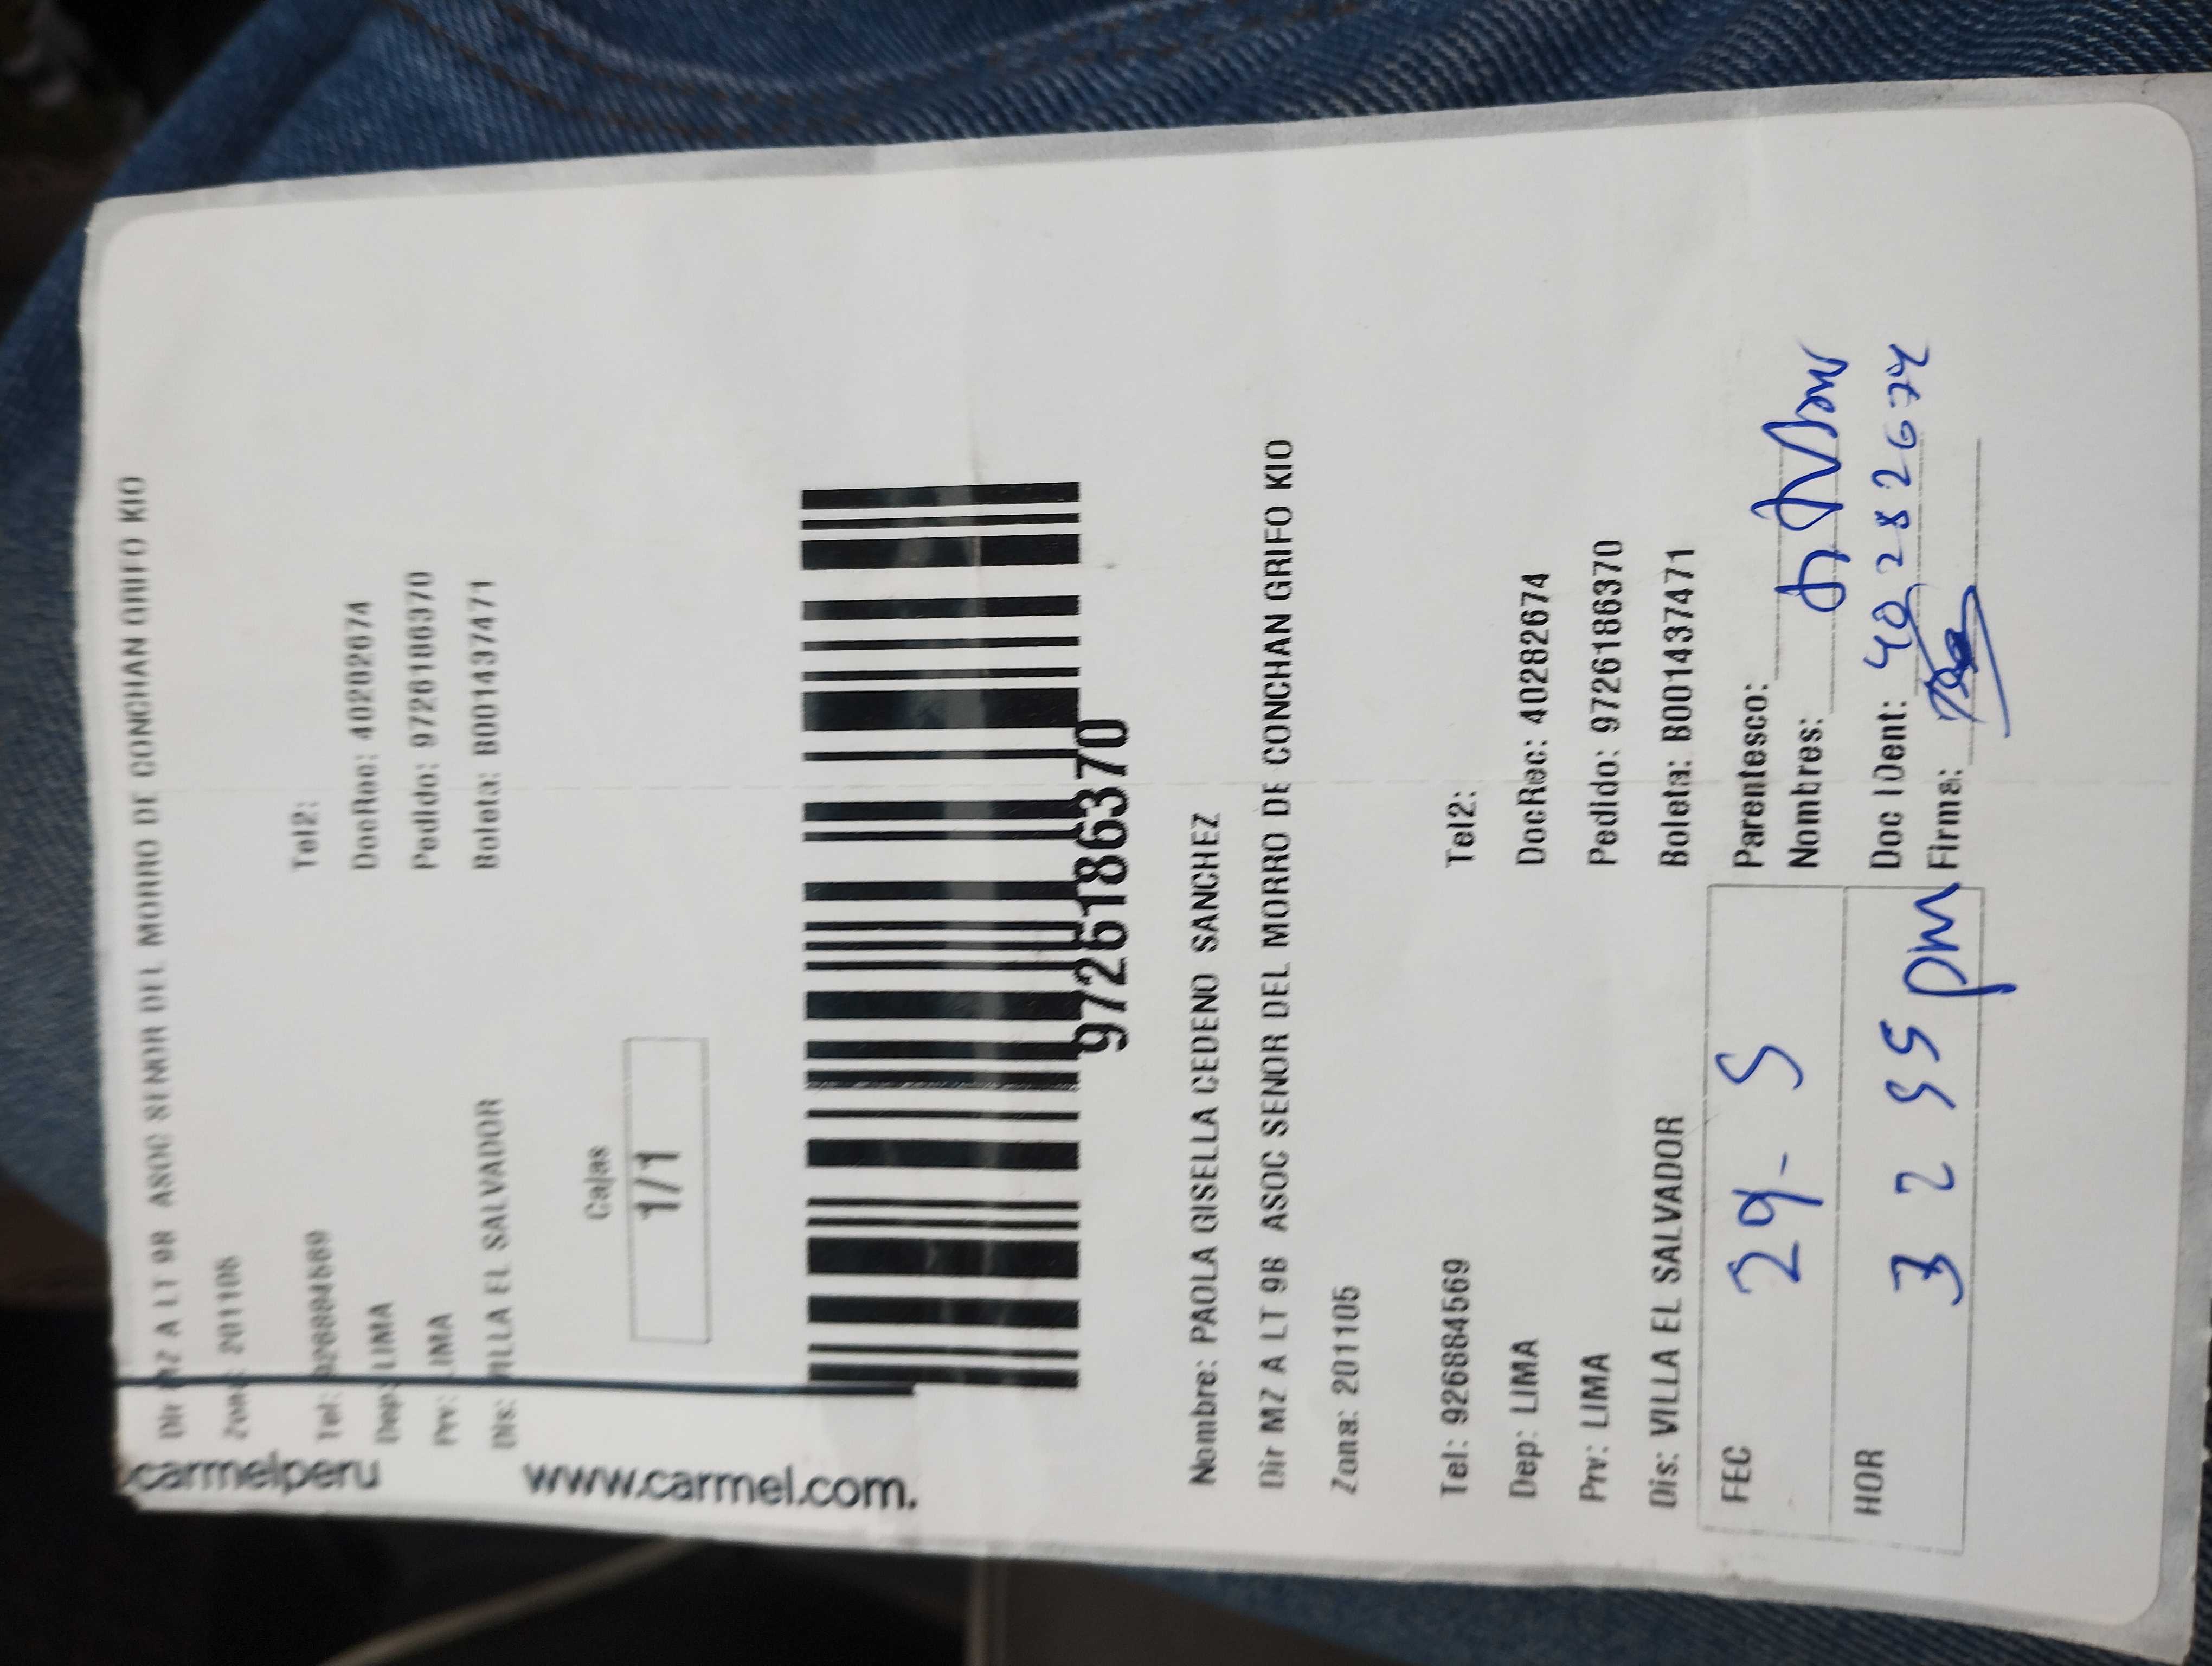 carmelperu
www.carmel.com.
Dir MZ A LT 9B ASOC SENOR DEL MORRO DE CONCHAN GRIFO KIO
Zona: 201105
Tel: 926884569 Tel2:
Dep: LIMA DocRec: 40282674
Prv: LIMA Pedido: 9726186370
Dis: VILLA EL SALVADOR Boleta: B001437471
Cajas
1/1
9726186370
Nombre: PAOLA GISELLA CEDENO SANCHEZ
Dir MZ A LT 9B ASOC SENOR DEL MORRO DE CONCHAN GRIFO KIO
Zona: 201105
Tel: 926884569 Tel2:
Dep: LIMA DocRec: 40282674
Prv: LIMA Pedido: 9726186370
Dis: VILLA EL SALVADOR Boleta: B001437471
FEC 29-5 Parentesco:
Nombres:
HOR 3 2 55 pm Doc IDent: 40282674
Firma: